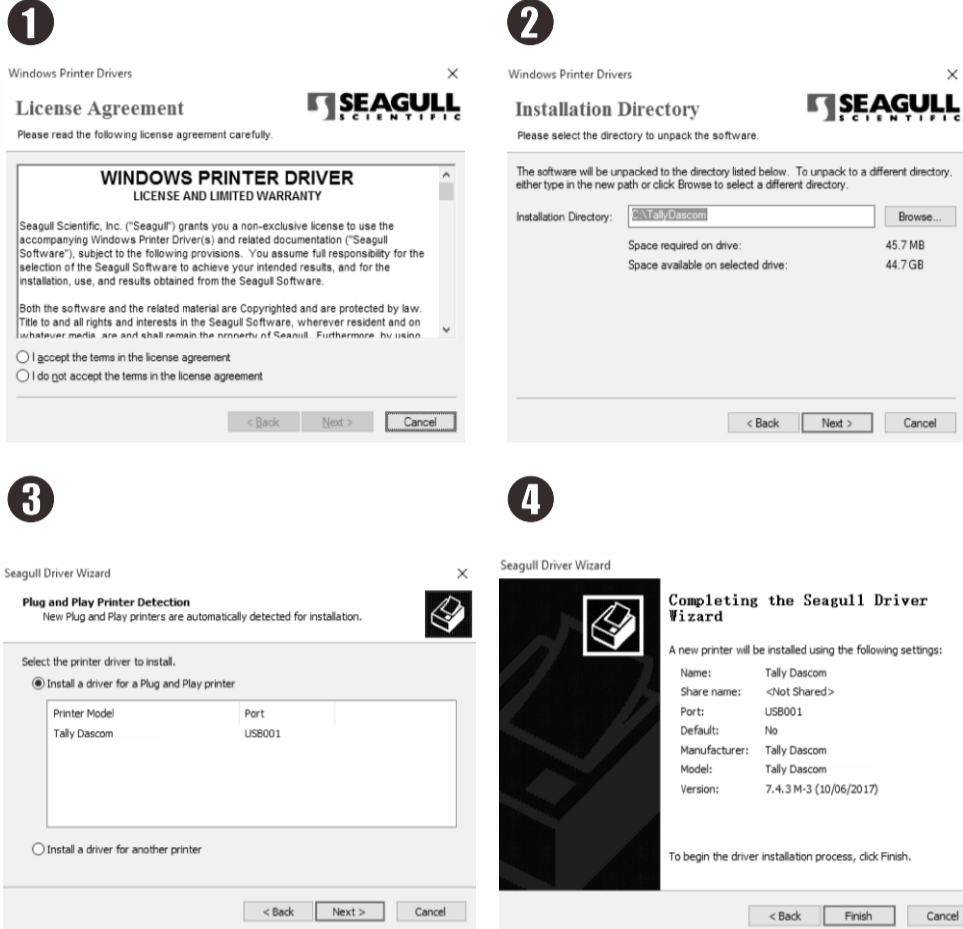 1
Windows Printer Drivers
License Agreement
SEAGULL
SCIENTIFIC
Please read the following license agreement carefully.
WINDOWS PRINTER DRIVER
LICENSE AND LIMITED WARRANTY
Seagull Scientific, Inc. ("Seagull") grants you a non-exclusive license to use the
accompanying Windows Printer Driver(s) and related documentation ("Seagull
Software"), subject to the following provisions. You assume full responsibility for the
selection of the Seagull Software to achieve your intended results, and for the
installation, use, and results obtained from the Seagull Software.
Both the software and the related material are Copyrighted and are protected by law.
Title to and all rights and interests in the Seagull Software, wherever resident and on
whatever media, are and shall remain the property of Seagull. Furthermore, by using
I accept the terms in the license agreement
I do not accept the terms in the license agreement
< Back
Next >
Cancel
2
Windows Printer Drivers
Installation Directory
SEAGULL
SCIENTIFIC
Please select the directory to unpack the software.
The software will be unpacked to the directory listed below. To unpack to a different directory,
either type in the new path or click Browse to select a different directory.
Installation Directory: C:\TallyDascom Browse...
Space required on drive: 45.7 MB
Space available on selected drive: 44.7 GB
< Back
Next >
Cancel
3
Seagull Driver Wizard
Plug and Play Printer Detection
New Plug and Play printers are automatically detected for installation.
Select the printer driver to install.
Install a driver for a Plug and Play printer
Printer Model Port
Tally Dascom USB001
Install a driver for another printer
< Back
Next >
Cancel
4
Seagull Driver Wizard
Completing the Seagull Driver
Wizard
A new printer will be installed using the following settings:
Name: Tally Dascom
Share name: <Not Shared>
Port: USB001
Default: No
Manufacturer: Tally Dascom
Model: Tally Dascom
Version: 7.4.3 M-3 (10/06/2017)
To begin the driver installation process, click Finish.
< Back
Finish
Cancel